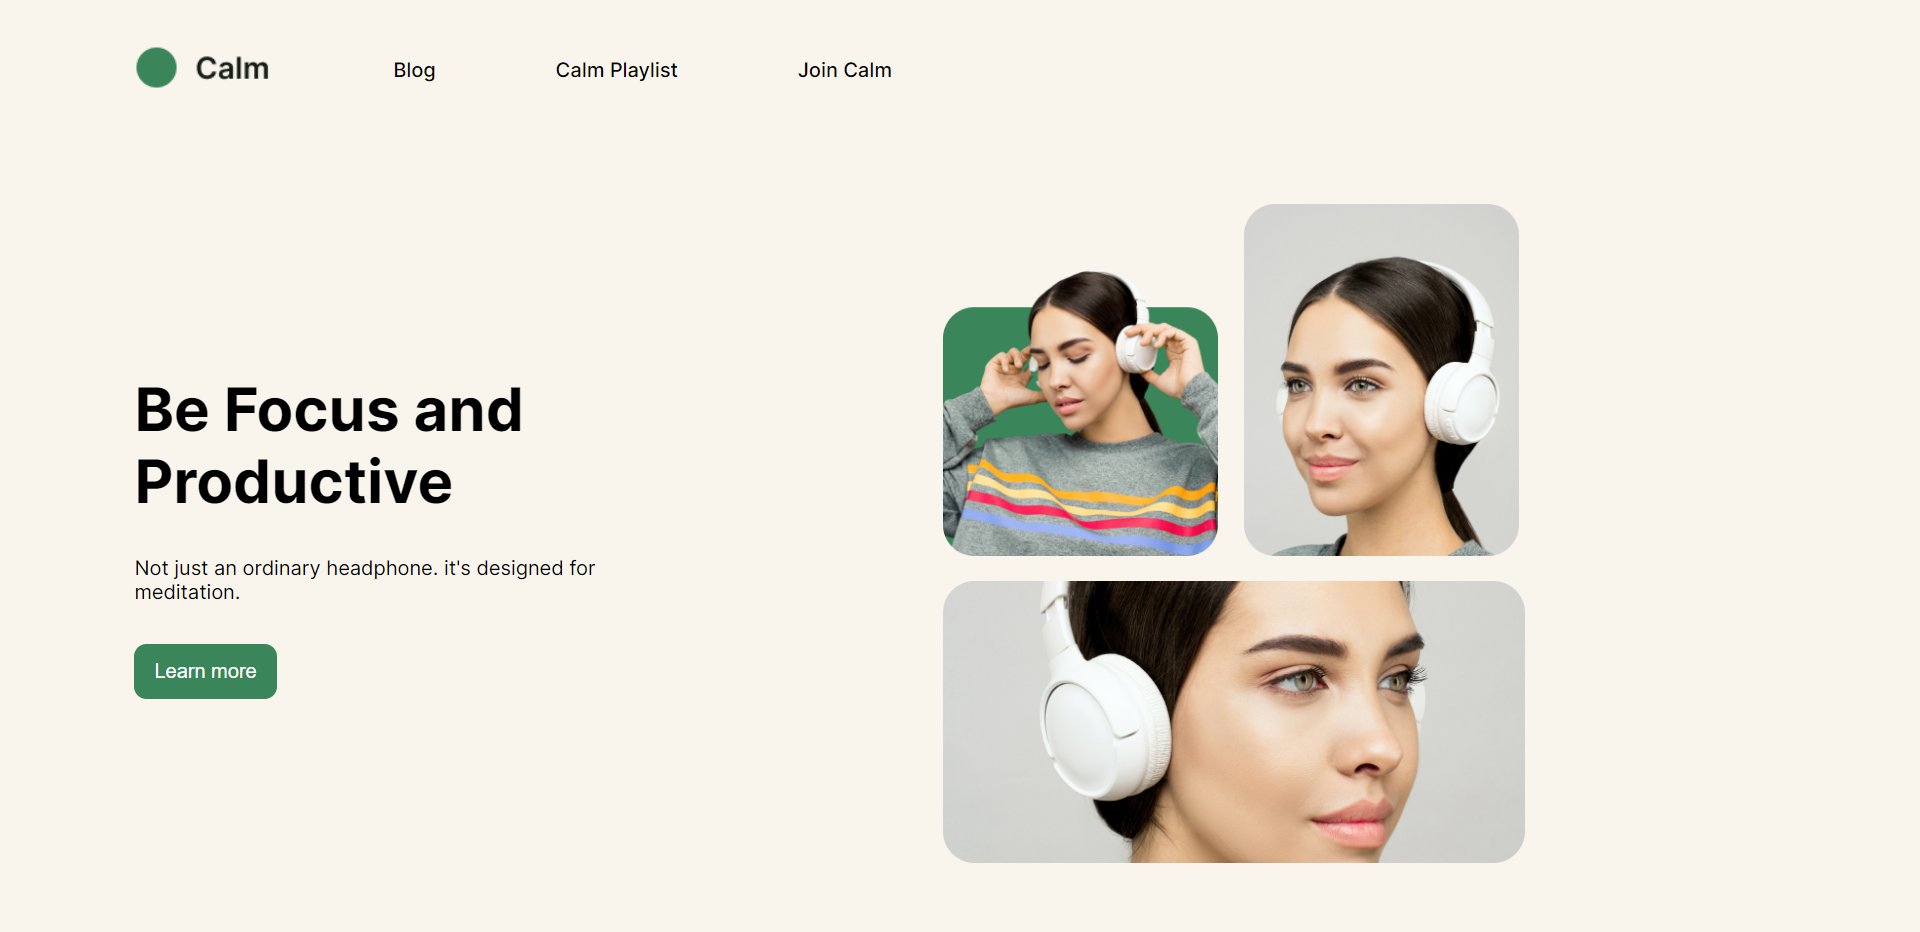 Calm
Blog
Calm Playlist
Join Calm
Be Focus and
Productive
Not just an ordinary headphone. it's designed for
meditation.
Learn more